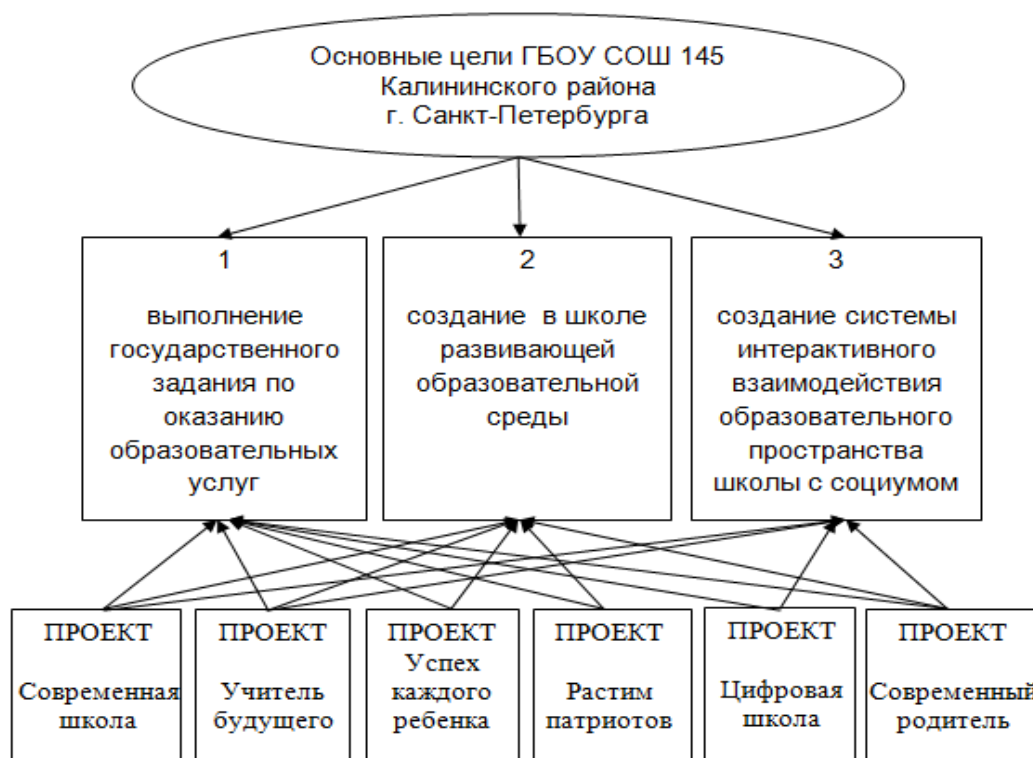 Основные цели ГБОУ СОШ 145
Калининского района
г. Санкт-Петербурга
1
выполнение
государственного
задания по
оказанию
образовательных
услуг
2
создание в школе
развивающей
образовательной
среды
3
создание системы
интерактивного
взаимодействия
образовательного
пространства
школы с социумом
ПРОЕКТ
Современная
школа
ПРОЕКТ
Учитель
будущего
ПРОЕКТ
Успех
каждого
ребенка
ПРОЕКТ
Растим
патриотов
ПРОЕКТ
Цифровая
школа
ПРОЕКТ
Современный
родитель